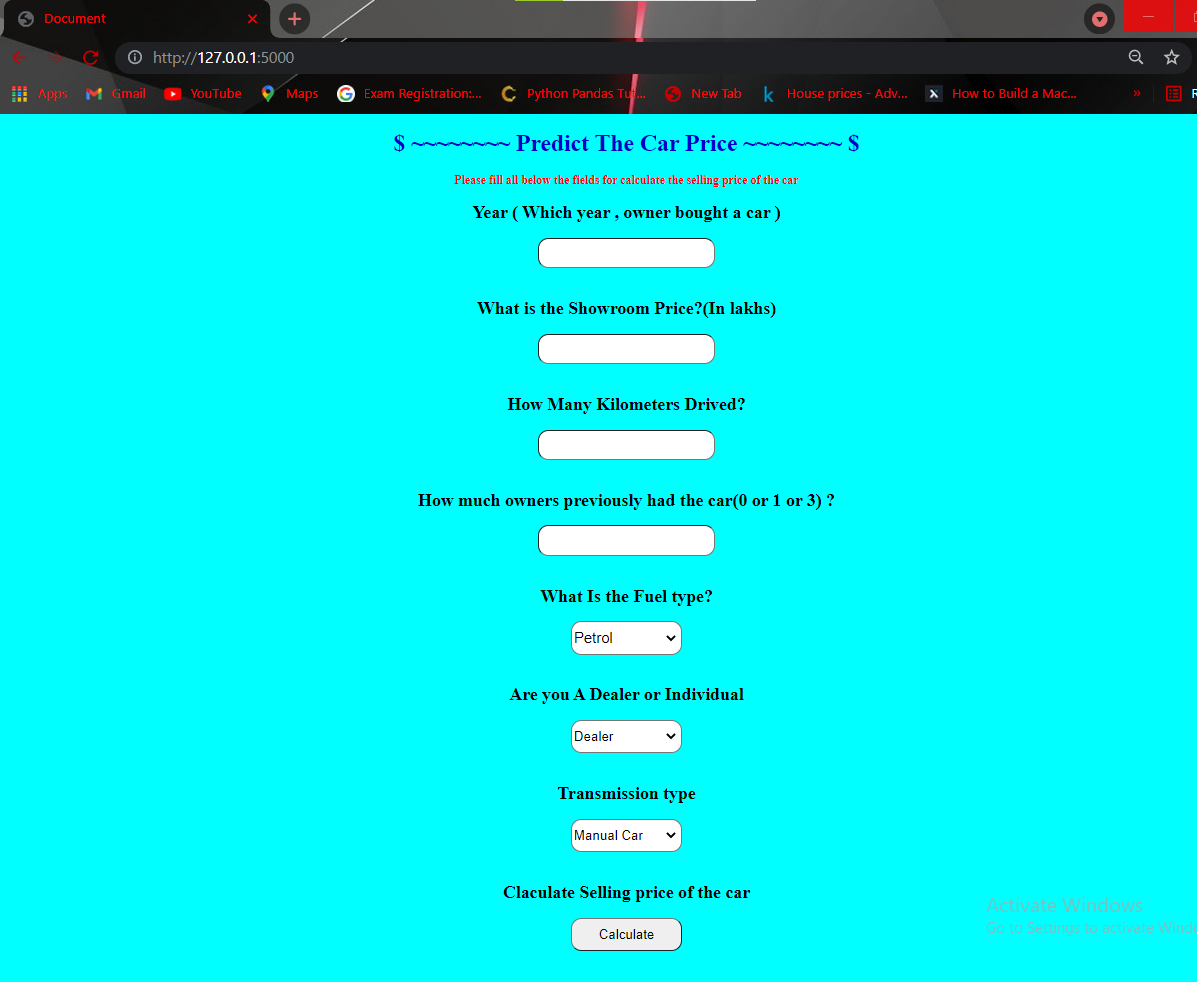 Document
http://127.0.0.1:5000
Apps Gmail YouTube Maps Exam Registration:... Python Pandas Tut... New Tab House prices - Adv... How to Build a Mac... »
$ ~~~~~~~~ Predict The Car Price ~~~~~~~~ $
Please fill all below the fields for calculate the selling price of the car
Year ( Which year , owner bought a car )
What is the Showroom Price?(In lakhs)
How Many Kilometers Drived?
How much owners previously had the car(0 or 1 or 3) ?
What Is the Fuel type?
Petrol
Are you A Dealer or Individual
Dealer
Transmission type
Manual Car
Claculate Selling price of the car
Calculate
Activate Windows
Go to Settings to activate Wind